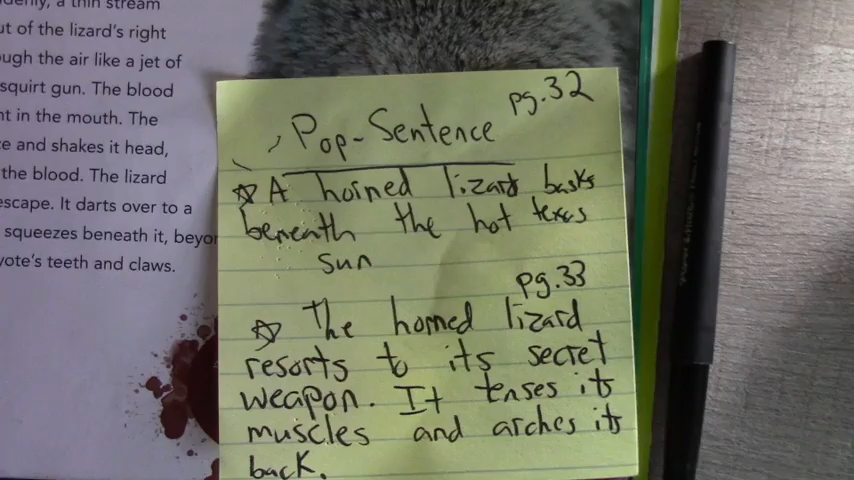 denly, a thin stream
ut of the lizard's right
ough the air like a jet of
squirt gun. The blood
nt in the mouth. The
e and shakes it head,
the blood. The lizard
escape. It darts over to a
squeezes beneath it, beyon
yote's teeth and claws.
Pop-Sentence pg.32
A horned lizard basks
beneath the hot texas
sun
pg.33
The horned lizard
resorts to its secret
weapon. It tenses its
muscles and arches its
back.